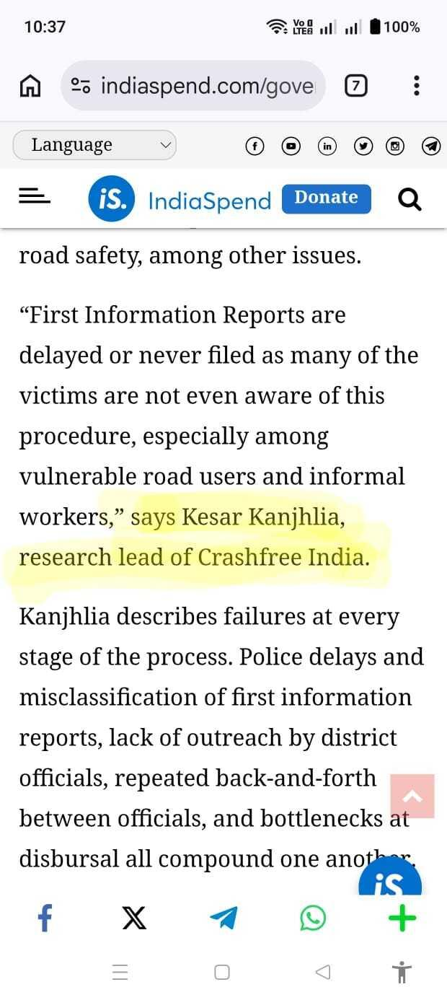 10:37
Vo
LTE2
100%
indiaspend.com/gove
7
Language
f
in
iS. IndiaSpend
Donate
road safety, among other issues.
“First Information Reports are
delayed or never filed as many of the
victims are not even aware of this
procedure, especially among
vulnerable road users and informal
workers,” says Kesar Kanjhlia,
research lead of Crashfree India.
Kanjhlia describes failures at every
stage of the process. Police delays and
misclassification of first information
reports, lack of outreach by district
officials, repeated back-and-forth
between officials, and bottlenecks at
disbursal all compound one another.
iS
f
X